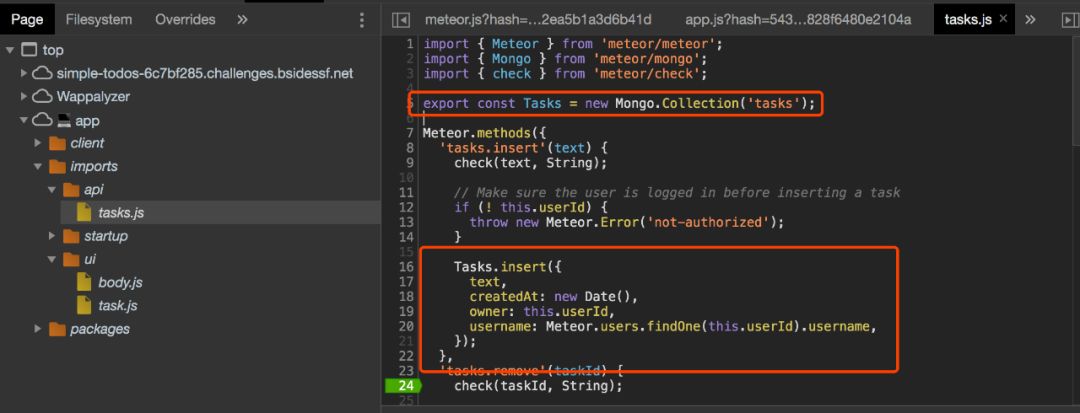 Page Filesystem Overrides »
meteor.js?hash=…2ea5b1a3d6b41d app.js?hash=543…828f6480e2104a tasks.js × »
top
simple-todos-6c7bf285.challenges.bsidessf.net
Wappalyzer
app
client
imports
api
tasks.js
startup
ui
body.js
task.js
packages
1 import { Meteor } from 'meteor/meteor';
2 import { Mongo } from 'meteor/mongo';
3 import { check } from 'meteor/check';
4
5 export const Tasks = new Mongo.Collection('tasks');
6
7 Meteor.methods({
8 'tasks.insert'(text) {
9 check(text, String);
10
11 // Make sure the user is logged in before inserting a task
12 if (! this.userId) {
13 throw new Meteor.Error('not-authorized');
14 }
15
16 Tasks.insert({
17 text,
18 createdAt: new Date(),
19 owner: this.userId,
20 username: Meteor.users.findOne(this.userId).username,
21 });
22 },
23 'tasks.remove'(taskId) {
24 check(taskId, String);
25